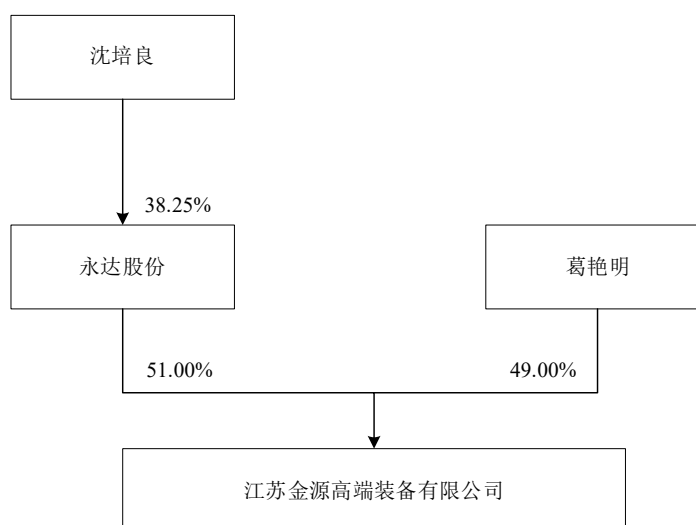 沈培良
38.25%
永达股份
葛艳明
51.00%
49.00%
江苏金源高端装备有限公司